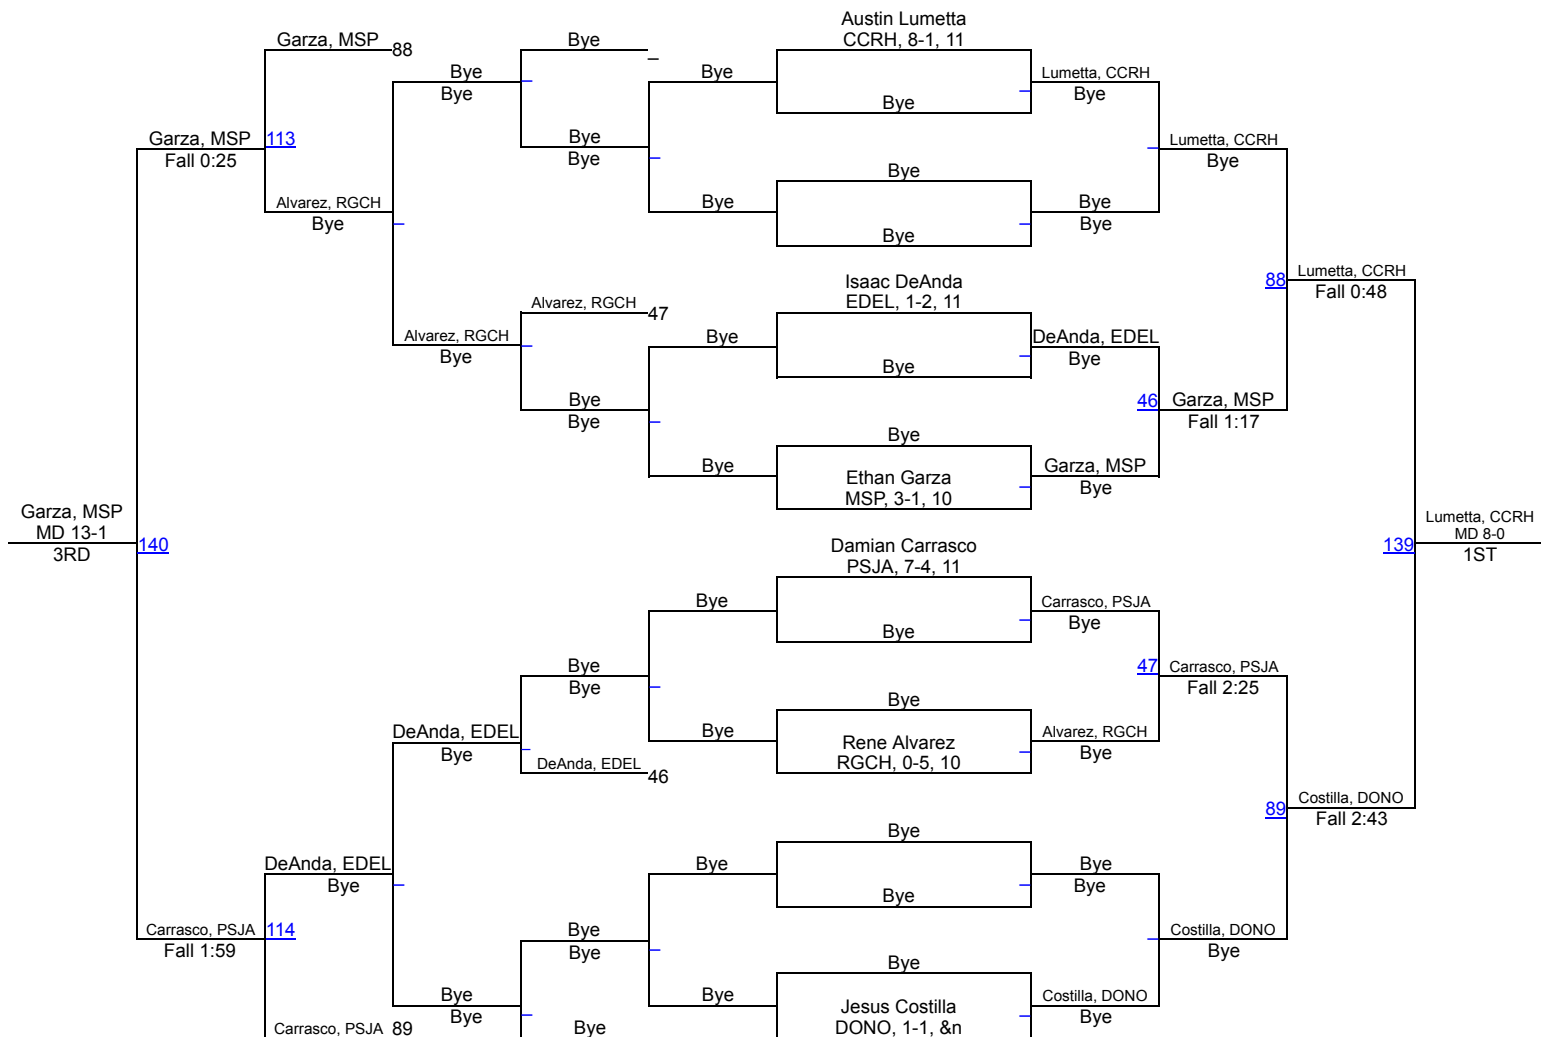 Austin Lumetta
Garza, MSP
88
Bye
CCRH, 8-1, 11
Bye
Bye
Lumetta, CCRH
Bye
Bye
Bye
Garza, MSP
113
Bye
Lumetta, CCRH
Fall 0:25
Bye
Bye
Bye
Alvarez, RGCH
Bye
Bye
Bye
Bye
Bye
Isaac DeAnda
88
Lumetta, CCRH
Alvarez, RGCH
47
EDEL, 1-2, 11
Fall 0:48
Alvarez, RGCH
Bye
DeAnda, EDEL
Bye
Bye
Bye
Bye
46
Garza, MSP
Bye
Fall 1:17
Bye
Bye
Ethan Garza
Garza, MSP
MSP, 3-1, 10
Bye
Garza, MSP
MD 13-1
140
3RD
Lumetta, CCRH
MD 8-0
139
1ST
Damian Carrasco
PSJA, 7-4, 11
Bye
Carrasco, PSJA
Bye
Bye
Bye
47
Carrasco, PSJA
Bye
Fall 2:25
Bye
DeAnda, EDEL
Bye
Rene Alvarez
Alvarez, RGCH
Bye
RGCH, 0-5, 10
Bye
DeAnda, EDEL
46
89
Costilla, DONO
Fall 2:43
Bye
DeAnda, EDEL
Bye
Bye
Bye
Bye
Bye
Carrasco, PSJA
114
Bye
Costilla, DONO
Fall 1:59
Bye
Bye
Bye
Bye
Bye
Jesus Costilla
Costilla, DONO
Bye
DONO, 1-1, &n
Bye
Carrasco, PSJA
89
Bye